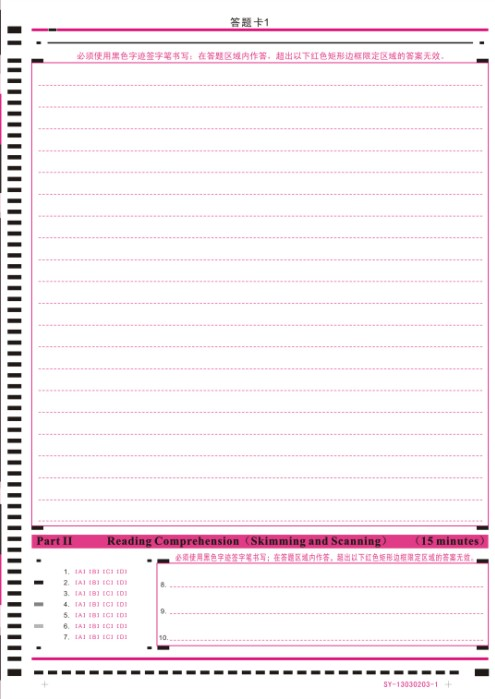 答题卡1
必须使用黑色字迹签字笔书写；在答题区域内作答，超出以下红色矩形边框限定区域的答案无效。
Part II Reading Comprehension (Skimming and Scanning) (15 minutes)
必须使用黑色字迹签字笔书写；在答题区域内作答，超出以下红色矩形边框限定区域的答案无效。
1. [A] [B] [C] [D]
2. [A] [B] [C] [D]
3. [A] [B] [C] [D]
4. [A] [B] [C] [D]
5. [A] [B] [C] [D]
6. [A] [B] [C] [D]
7. [A] [B] [C] [D]
8.
9.
10.
SY-13030203-1